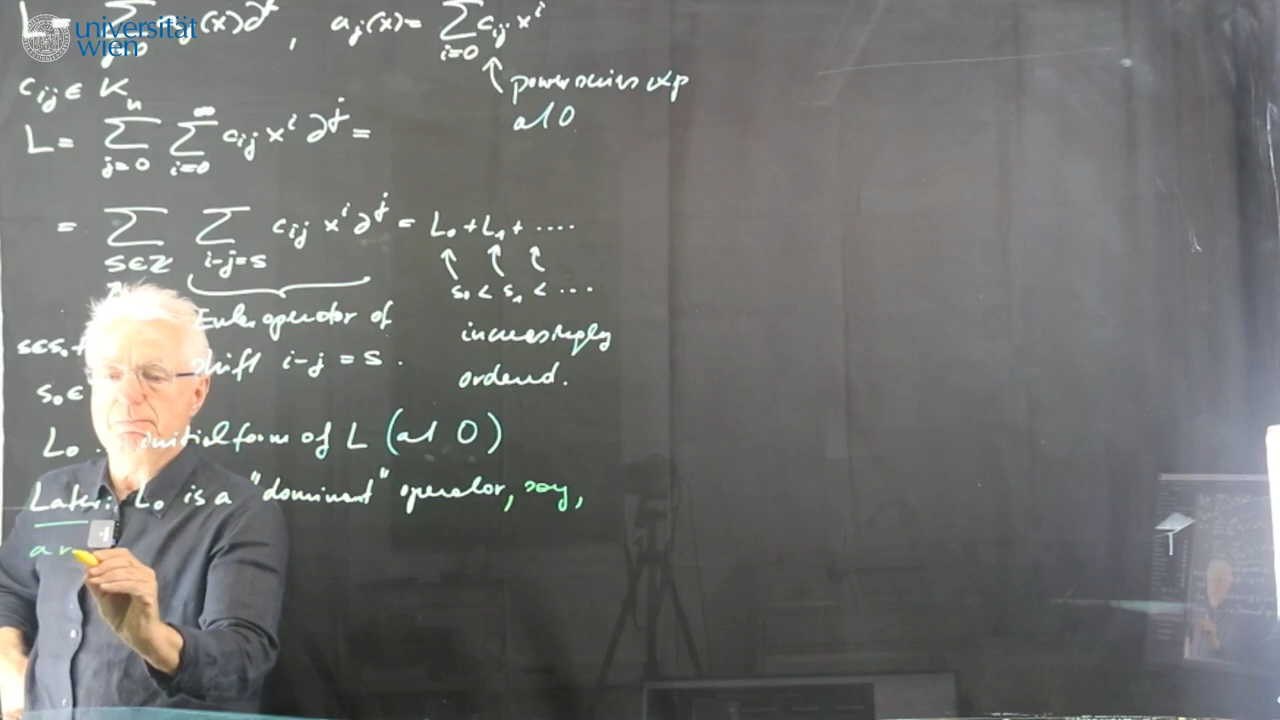 universität
wien
L = ∑ (x)∂ʲ, aⱼ(x) = ∑ᵢ₌₀ cᵢⱼ xⁱ
↑ power series exp
at 0
cᵢⱼ ∈ Kₙ
L = ∑ⱼ₌₀ ∑ᵢ₌₀^∞ cᵢⱼ xⁱ ∂ʲ =
= ∑_{s∈ℤ} ∑_{i-j=s} cᵢⱼ xⁱ ∂ʲ = L₀ + L₁ + ....
↑ ↑ ↑
s₀ < s₁ < ...
Euler operator of
shift i-j = s.
increasingly
ordered.
s₀ ∈
L₀ initial form of L (at 0)
Later: L₀ is a "dominant" operator, say,